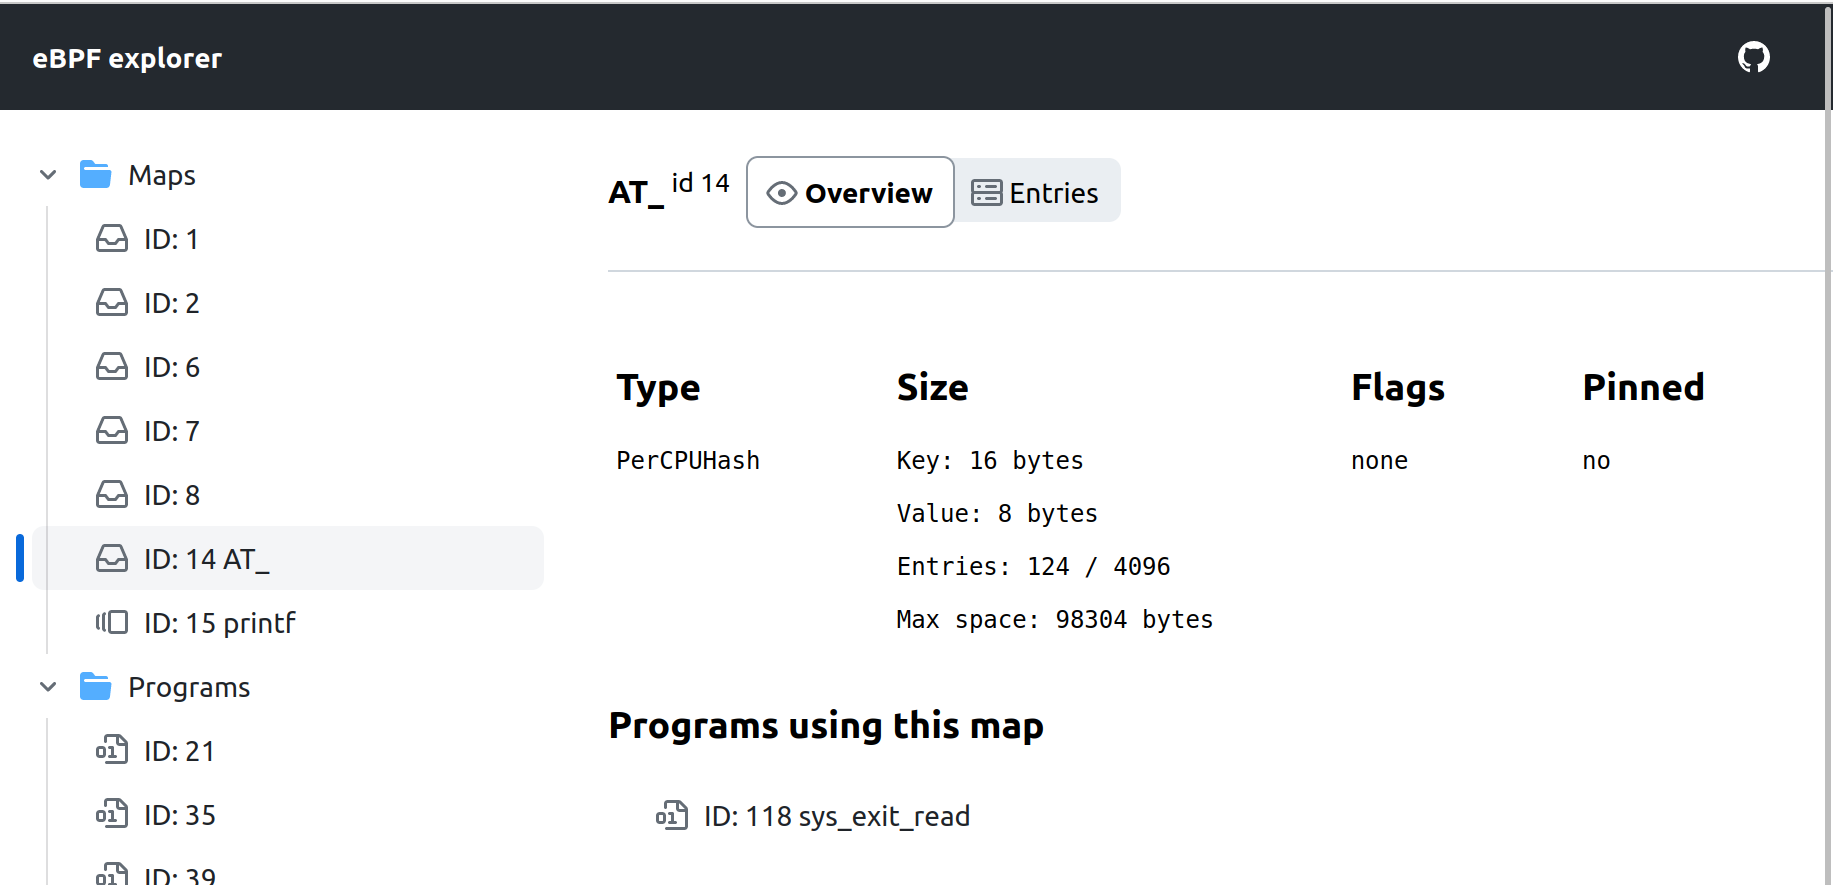 eBPF explorer
Maps
ID: 1
ID: 2
ID: 6
ID: 7
ID: 8
ID: 14 AT_
ID: 15 printf
Programs
ID: 21
ID: 35
ID: 39
AT_ id 14 Overview Entries
Type Size Flags Pinned
PerCPUHash Key: 16 bytes none no
Value: 8 bytes
Entries: 124 / 4096
Max space: 98304 bytes
Programs using this map
ID: 118 sys_exit_read